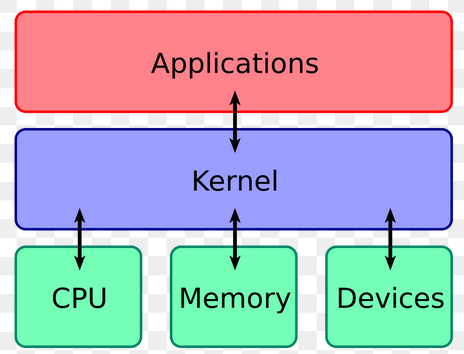 Applications
Kernel
CPU
Memory
Devices